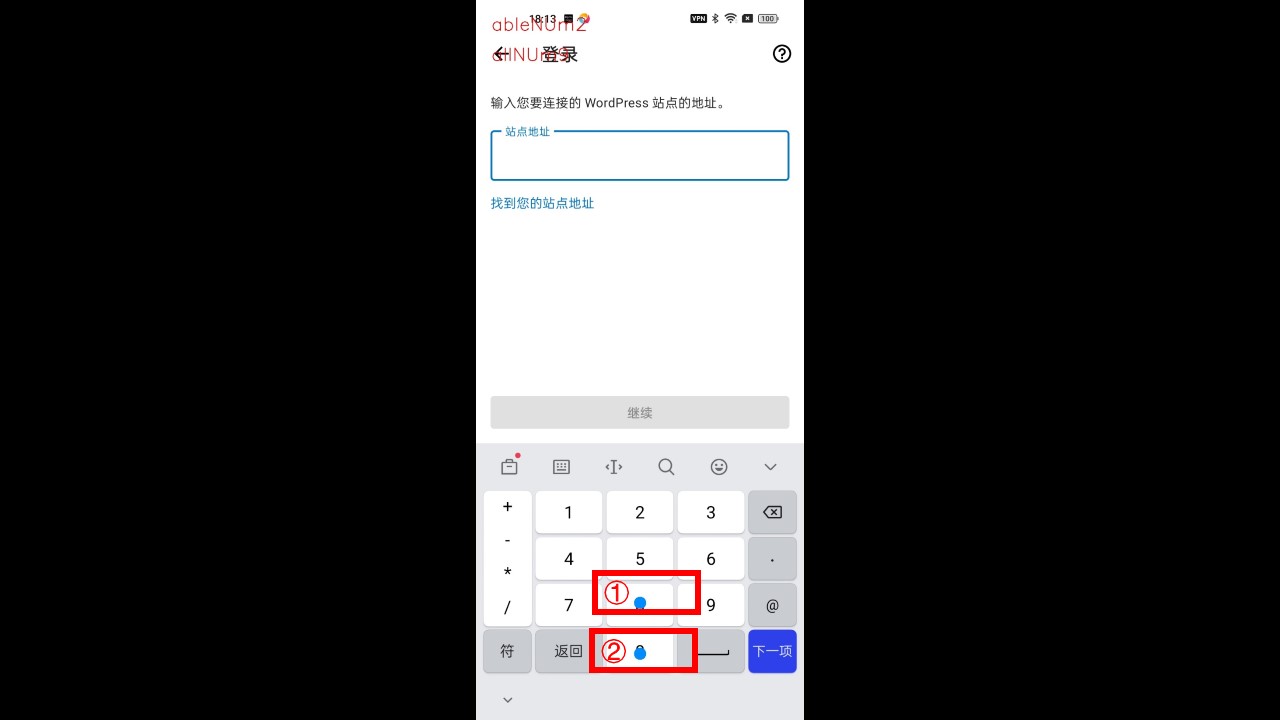 18:13 VPN 100
ableNUm2
登录
输入您要连接的 WordPress 站点的地址。
站点地址
找到您的站点地址
继续
+ 1 2 3
- 4 5 6 .
*
/ 7 ① 9 @
符 返回 ② 下一项